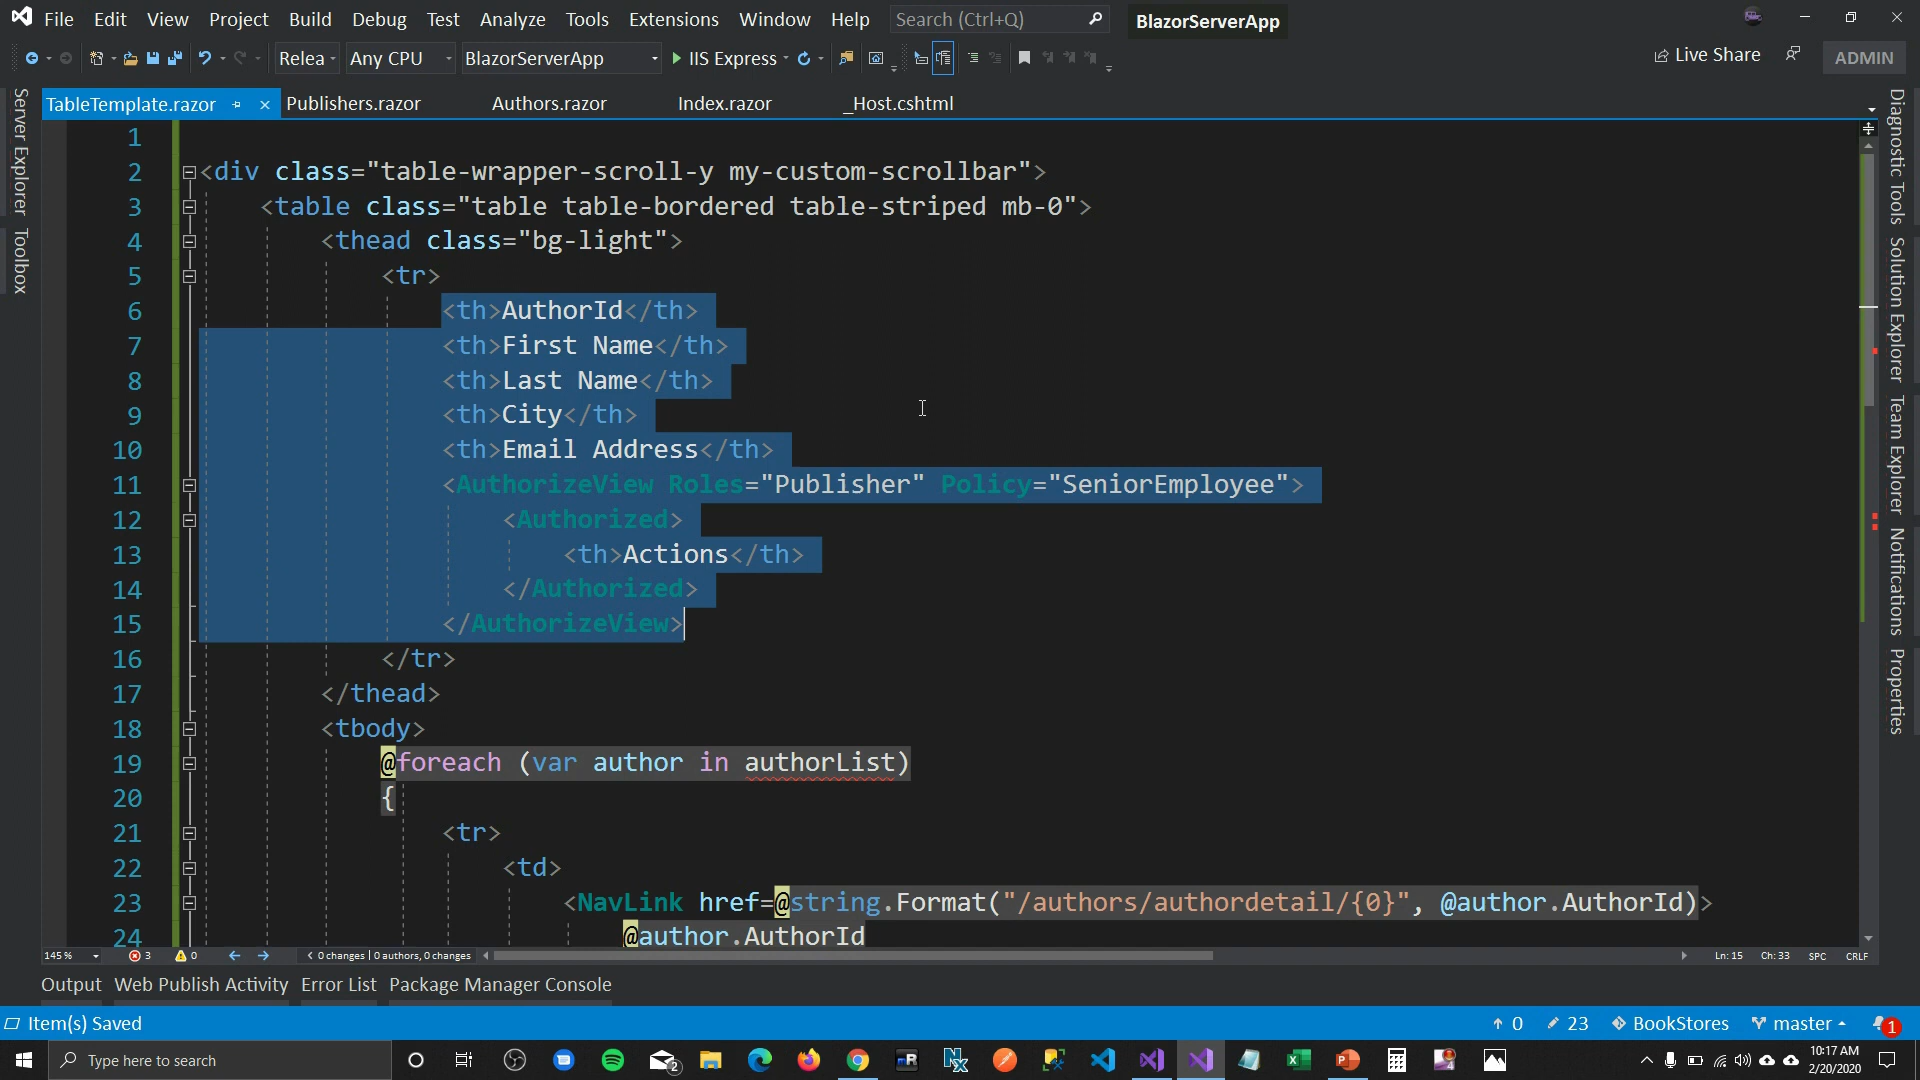 File Edit View Project Build Debug Test Analyze Tools Extensions Window Help Search (Ctrl+Q) BlazorServerApp
Relea Any CPU BlazorServerApp IIS Express Live Share ADMIN
TableTemplate.razor Publishers.razor Authors.razor Index.razor _Host.cshtml
Server Explorer
Toolbox
1
2 <div class="table-wrapper-scroll-y my-custom-scrollbar">
3 <table class="table table-bordered table-striped mb-0">
4 <thead class="bg-light">
5 <tr>
6 <th>AuthorId</th>
7 <th>First Name</th>
8 <th>Last Name</th>
9 <th>City</th>
10 <th>Email Address</th>
11 <AuthorizeView Roles="Publisher" Policy="SeniorEmployee">
12 <Authorized>
13 <th>Actions</th>
14 </Authorized>
15 </AuthorizeView>
16 </tr>
17 </thead>
18 <tbody>
19 @foreach (var author in authorList)
20 {
21 <tr>
22 <td>
23 <NavLink href=@string.Format("/authors/authordetail/{0}", @author.AuthorId)>
24 @author.AuthorId
Diagnostic Tools
Solution Explorer
Team Explorer
Notifications
Properties
145 % 3 0 0 changes | 0 authors, 0 changes Ln: 15 Ch: 33 SPC CRLF
Output Web Publish Activity Error List Package Manager Console
Item(s) Saved 0 23 BookStores master 1
Type here to search 2 10:17 AM
2/20/2020